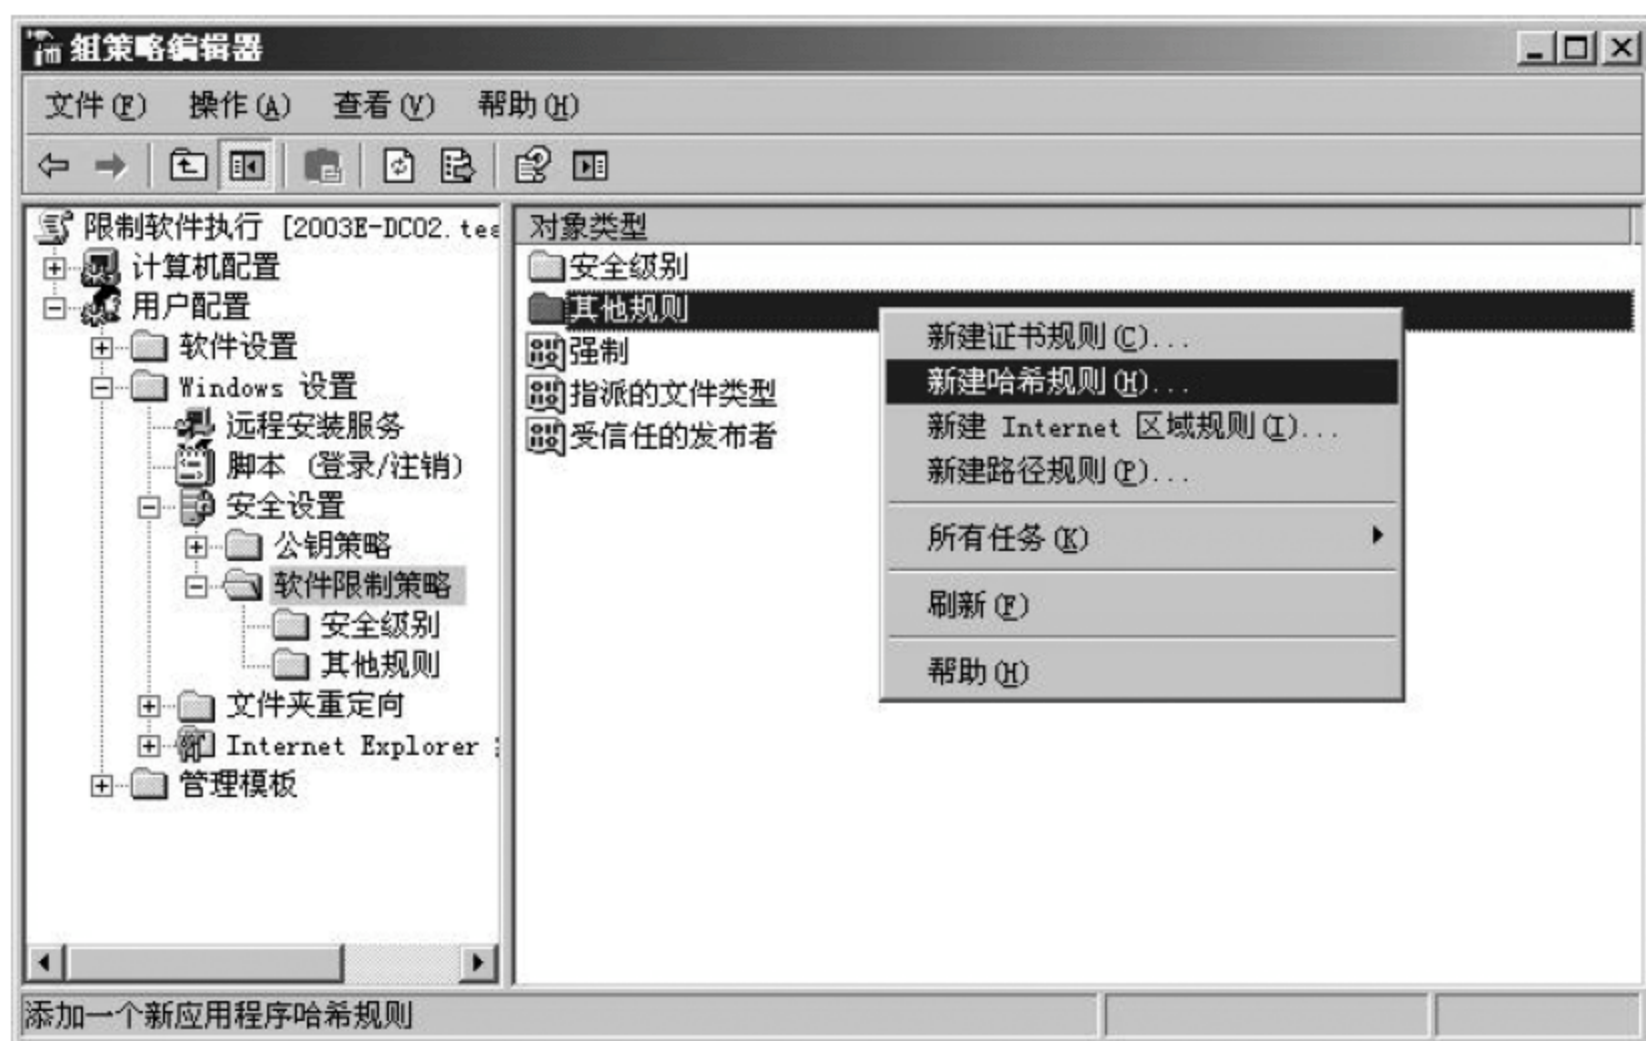 组策略编辑器
文件(F) 操作(A) 查看(V) 帮助(H)
限制软件执行 [2003E-DC02.tes
计算机配置
用户配置
软件设置
Windows 设置
远程安装服务
脚本 (登录/注销)
安全设置
公钥策略
软件限制策略
安全级别
其他规则
文件夹重定向
Internet Explorer
管理模板
对象类型
安全级别
其他规则
强制
指派的文件类型
受信任的发布者
新建证书规则(C)...
新建哈希规则(H)...
新建 Internet 区域规则(I)...
新建路径规则(P)...
所有任务(K)
刷新(F)
帮助(H)
添加一个新应用程序哈希规则